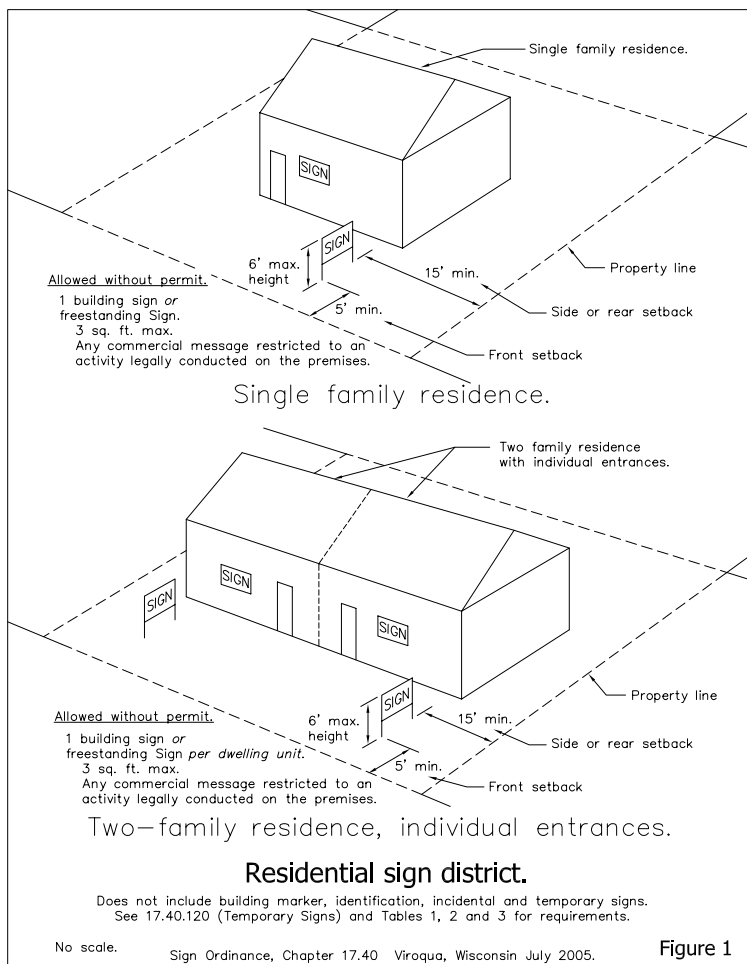 Single family residence.
SIGN
SIGN
6' max.
height
15' min.
Property line
Allowed without permit.
1 building sign or
freestanding Sign.
3 sq. ft. max.
Any commercial message restricted to an
activity legally conducted on the premises.
5' min.
Side or rear setback
Front setback
Single family residence.
Two family residence
with individual entrances.
SIGN
SIGN
SIGN
SIGN
Property line
Allowed without permit.
1 building sign or
freestanding Sign per dwelling unit.
3 sq. ft. max.
Any commercial message restricted to an
activity legally conducted on the premises.
6' max.
height
15' min.
5' min.
Side or rear setback
Front setback
Two-family residence, individual entrances.
Residential sign district.
Does not include building marker, identification, incidental and temporary signs.
See 17.40.120 (Temporary Signs) and Tables 1, 2 and 3 for requirements.
No scale.
Sign Ordinance, Chapter 17.40 Viroqua, Wisconsin July 2005.
Figure 1